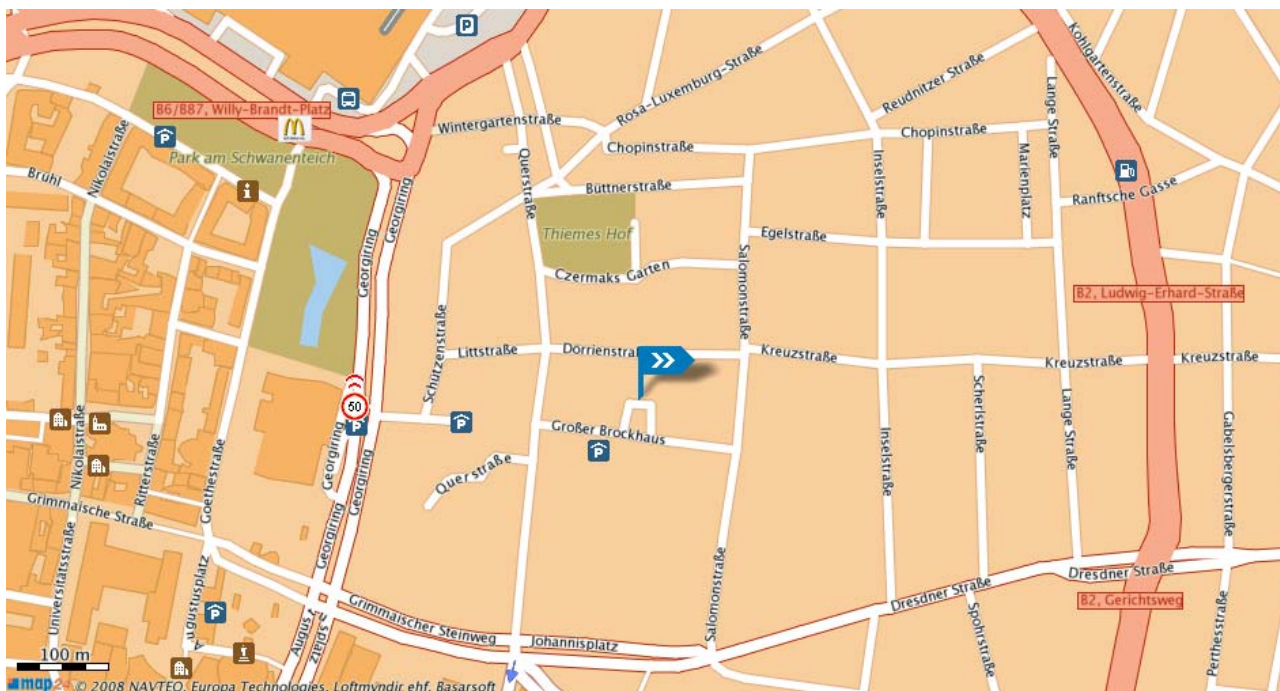 P
Kohlgartenstraße
Rosa-Luxemburg-Straße
Reudnitzer Straße
Lange Straße
B6/B87, Willy-Brandt-Platz
Wintergartenstraße
Chopinstraße
Chopinstraße
Nikolaistraße
P
Park am Schwanenteich
Brühl
i
Querstraße
Büttnerstraße
Inselstraße
Marienplatz
Ranftsche Gasse
Georgiring
Georgiring
Thiemes Hof
Egelstraße
Czermaks Garten
Salomonstraße
B2, Ludwig-Erhard-Straße
Schützenstraße
Littstraße
Kreuzstraße
Kreuzstraße
Kreuzstraße
50
P
P
Georgiring
Georgiring
Großer Brockhaus
P
Querstraße
Nikolaistraße
Ritterstraße
Goethestraße
Scherlstraße
Lange Straße
Inselstraße
Gabelsbergerstraße
Grimmaische Straße
Georgiring
Universitätsstraße
Augustusplatz
P
Grimmaischer Steinweg
Johannisplatz
Salomonstraße
Dresdner Straße
Dresdner Straße
B2, Gerichtsweg
Spohrstraße
Perthesstraße
100 m
map24 © 2008 NAVTEQ, Europa Technologies, Loftmyndir ehf, Basarsoft